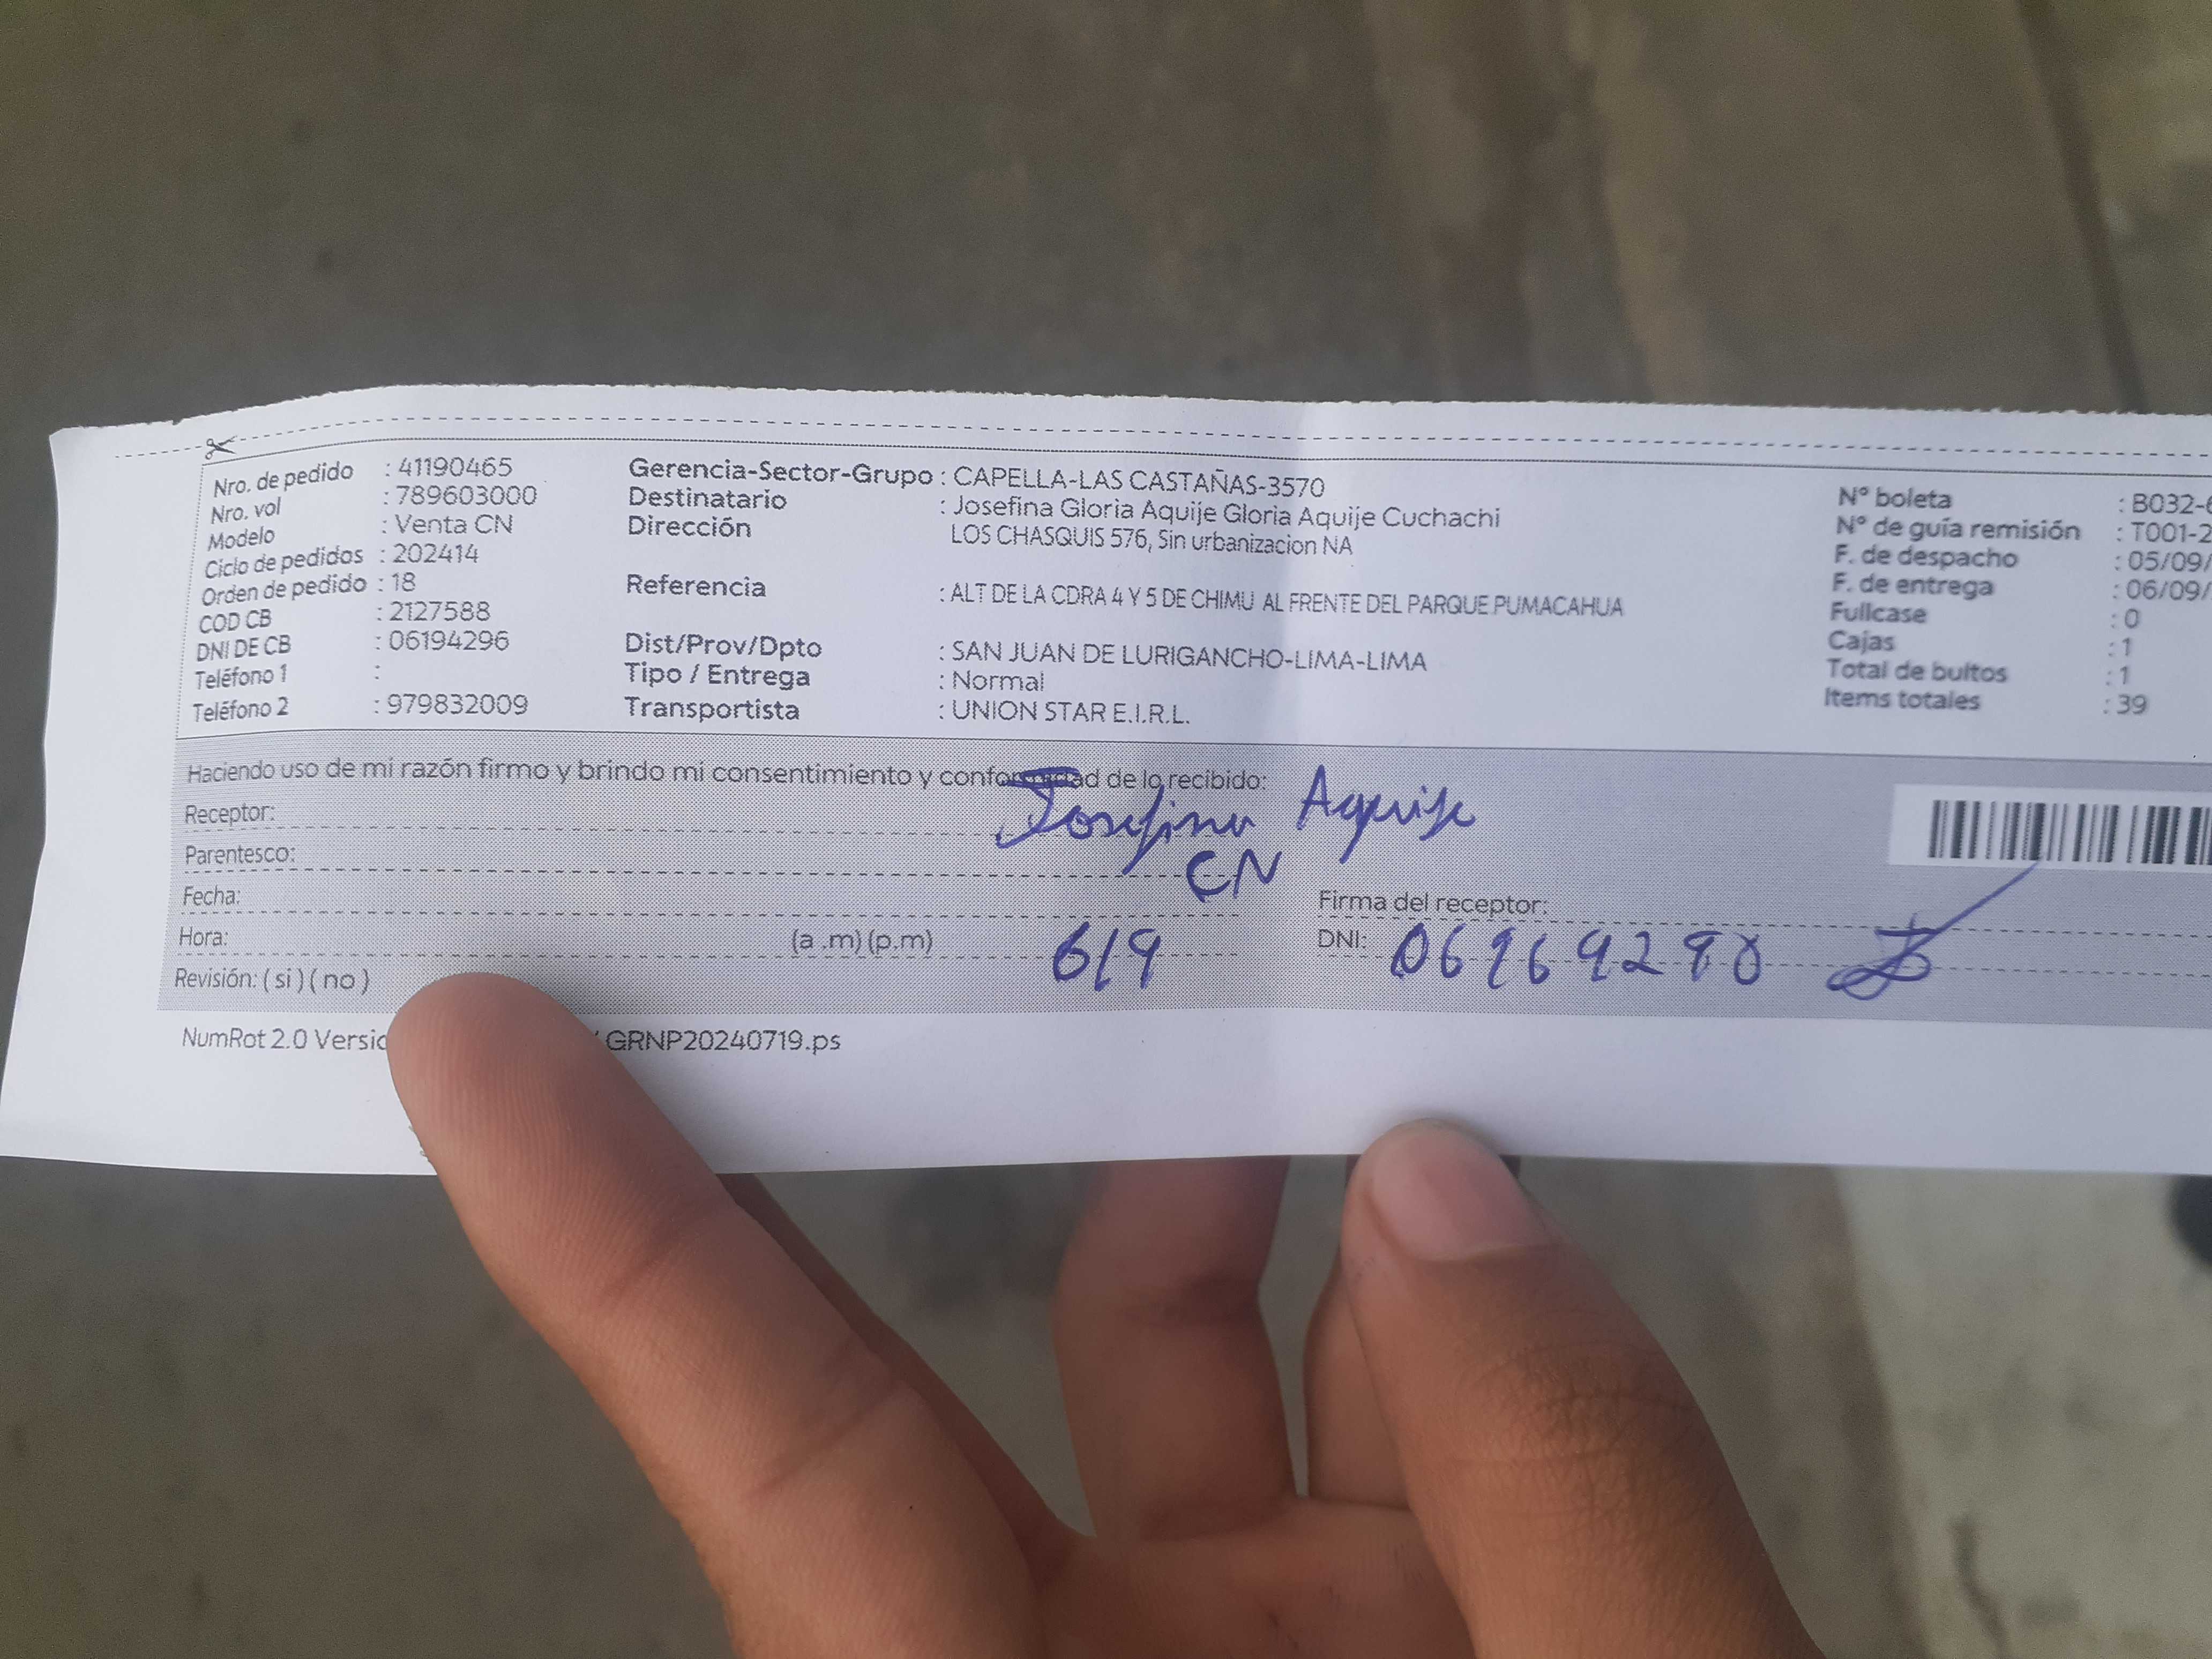 Nro. de pedido : 41190465
Nro. vol : 789603000
Modelo : Venta CN
Ciclo de pedidos : 202414
Orden de pedido : 18
COD CB : 2127588
DNI DE CB : 06194296
Teléfono 1 :
Teléfono 2 : 979832009
Gerencia-Sector-Grupo : CAPELLA-LAS CASTAÑAS-3570
Destinatario : Josefina Gloria Aquije Gloria Aquije Cuchachi
Dirección LOS CHASQUIS 576, Sin urbanizacion NA
Referencia : ALT DE LA CDRA 4 Y 5 DE CHIMU AL FRENTE DEL PARQUE PUMACAHUA
Dist/Prov/Dpto : SAN JUAN DE LURIGANCHO-LIMA-LIMA
Tipo / Entrega : Normal
Transportista : UNION STAR E.I.R.L.
N° boleta : B032-
N° de guía remisión : T001-2
F. de despacho : 05/09/
F. de entrega : 06/09/
Fullcase : 0
Cajas : 1
Total de bultos : 1
Items totales : 39
Haciendo uso de mi razón firmo y brindo mi consentimiento y conformidad de lo recibido:
Receptor: Josefina Aquije
Parentesco: CN
Fecha:
Firma del receptor:
Hora: (a .m) (p.m) 6/9
DNI:
Revisión: ( si ) ( no )
NumRot 2.0 Versic GRNP20240719.ps